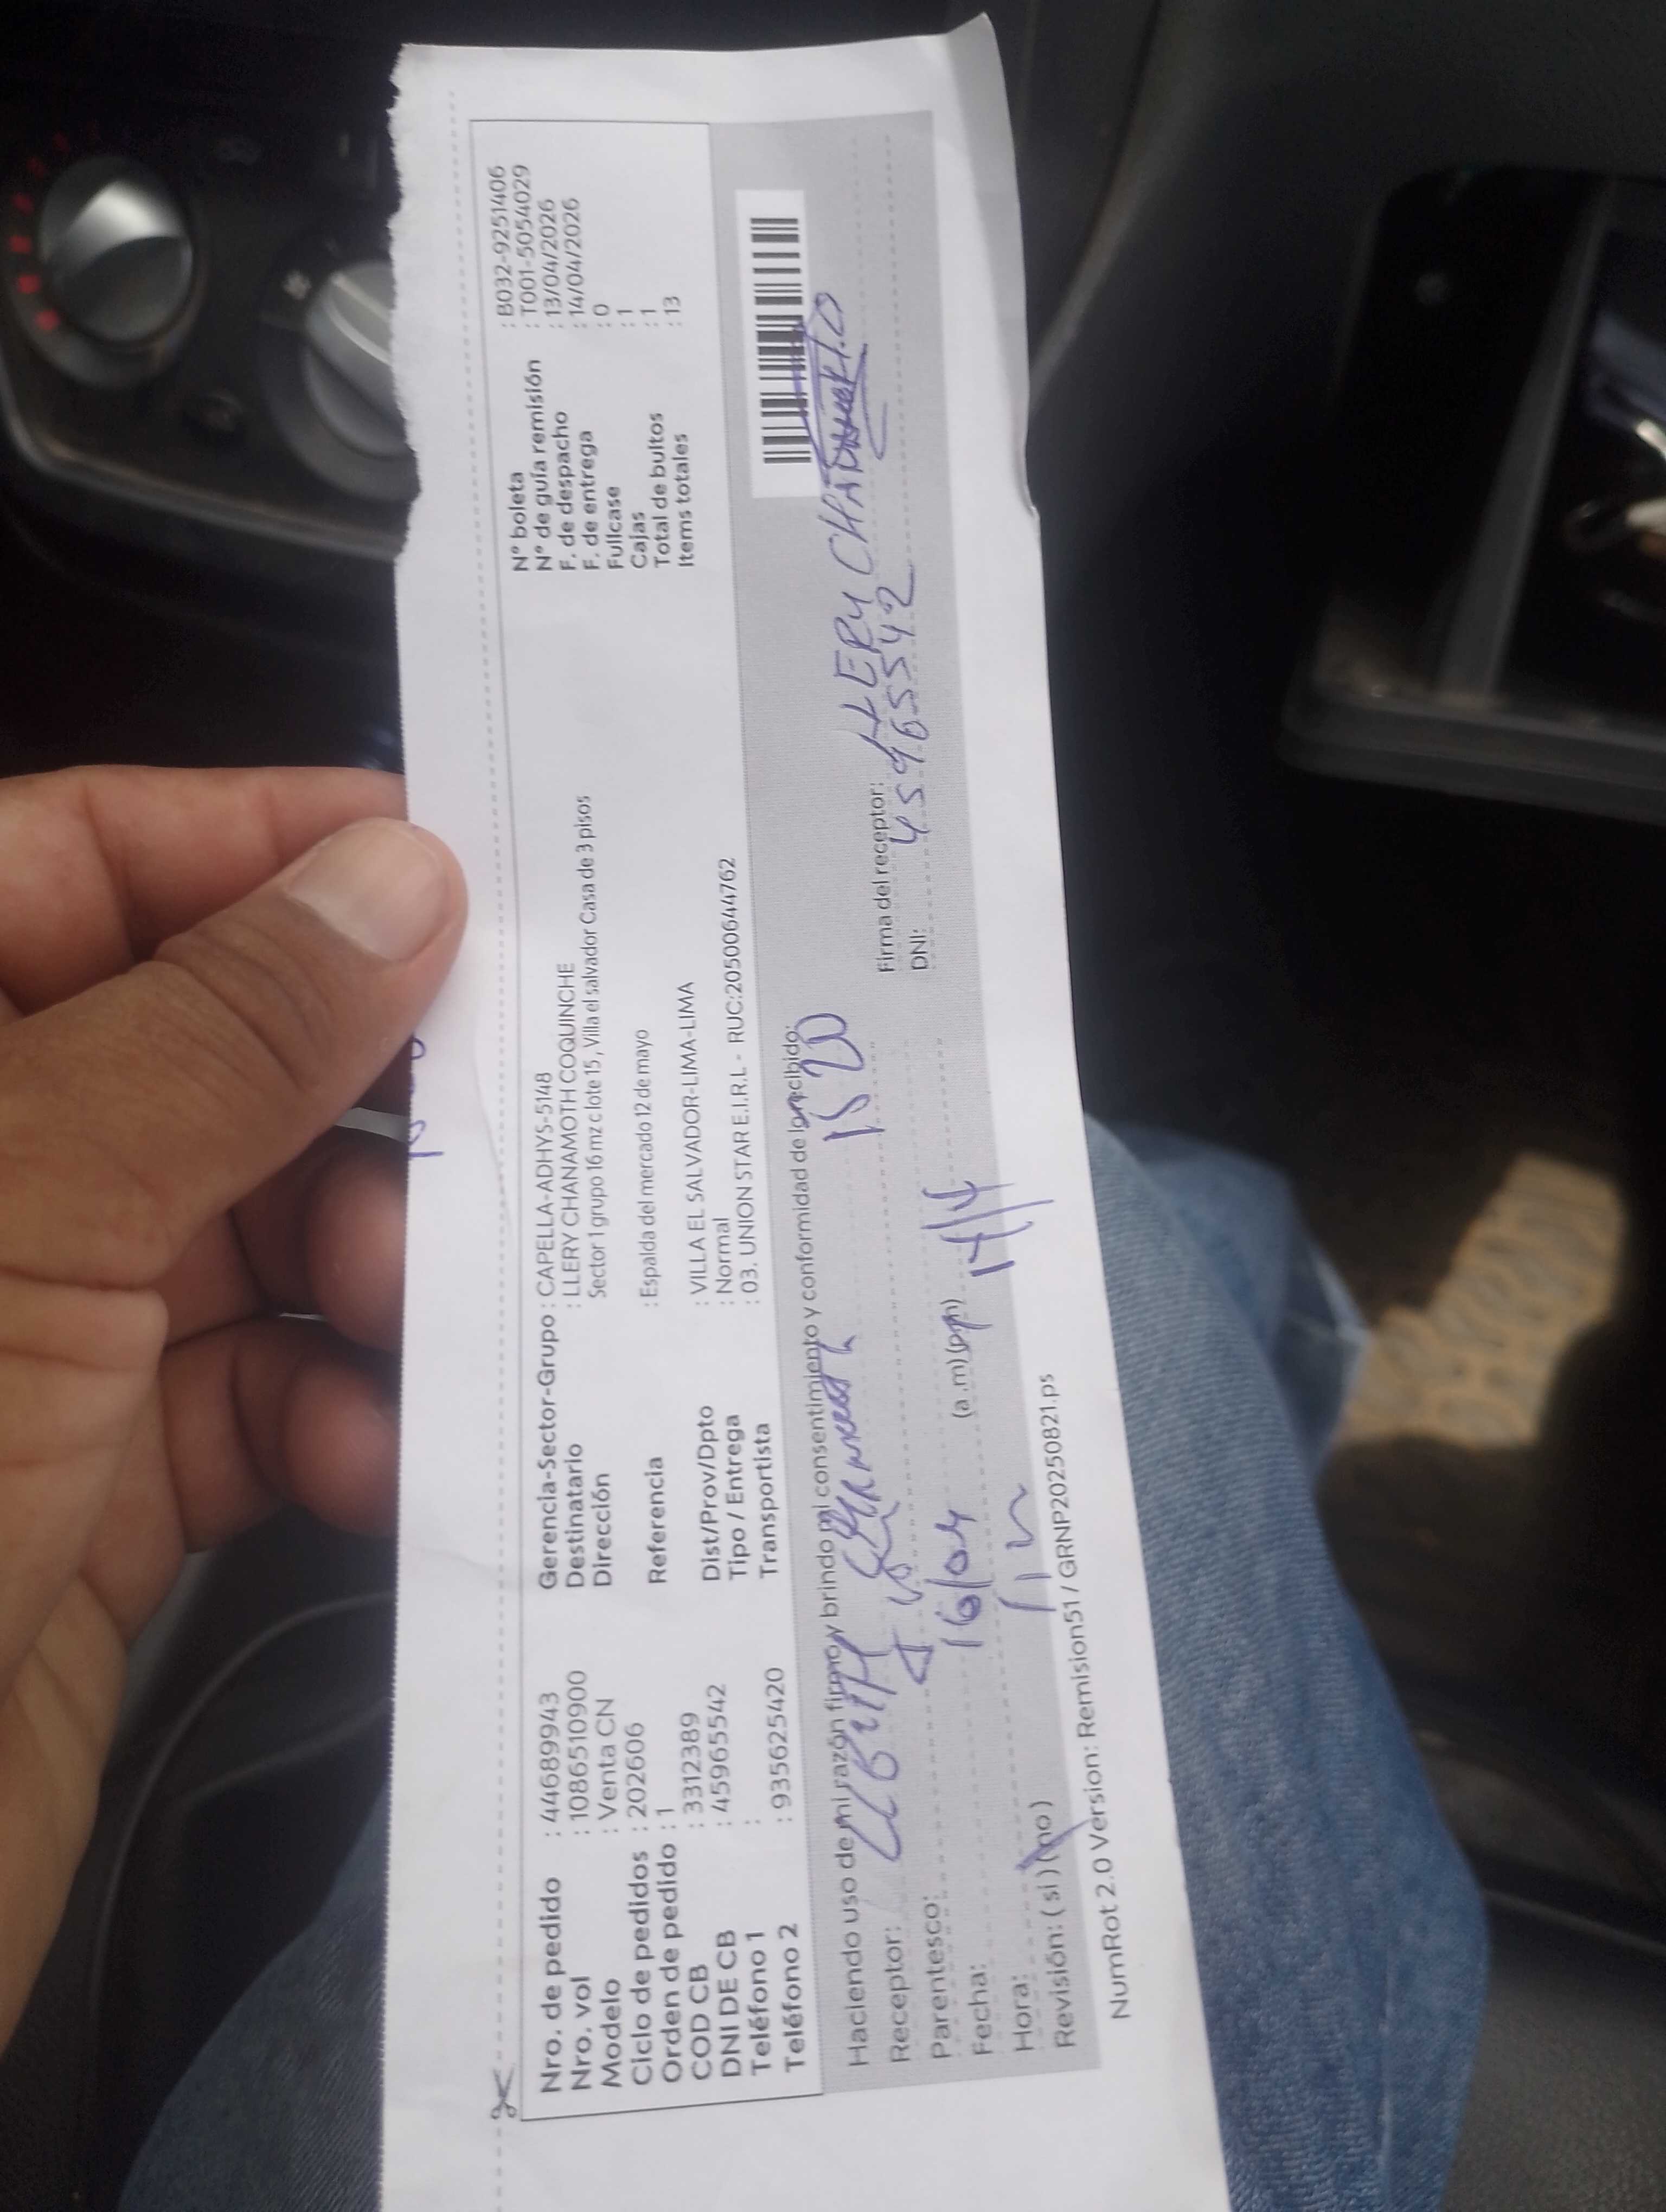 Nro. de pedido : 44689943
Nro. vol : 1086510900
Modelo : Venta CN
Ciclo de pedidos : 202606
Orden de pedido : 1
COD CB : 3312389
DNI DE CB : 45965542
Teléfono 1 :
Teléfono 2 : 935625420
Gerencia-Sector-Grupo : CAPELLA-ADHYS-5148
Destinatario : LLERY CHANAMOTH COQUINCHE
Dirección Sector 1 grupo 16 mz c lote 15, Villa el salvador Casa de 3 pisos
Referencia : Espalda del mercado 12 de mayo
Dist/Prov/Dpto : VILLA EL SALVADOR-LIMA-LIMA
Tipo / Entrega : Normal
Transportista : 03. UNION STAR E.I.R.L - RUC:20500644762
N° boleta : B032-9251406
N° de guía remisión : T001-5054029
F. de despacho : 13/04/2026
F. de entrega : 14/04/2026
Fullcase : 0
Cajas : 1
Total de bultos : 1
Items totales : 13
Haciendo uso de mi razón firmo y brindo mi consentimiento y conformidad de lo recibido:
Receptor: 15 20
Parentesco:
Fecha: 16/04 (a.m)(pm)
Hora:
Revisión: ( si ) ( no )
Firma del receptor: LLERY
DNI: 45965542
NumRot 2.0 Version: Remision51 / GRNP20250821.ps